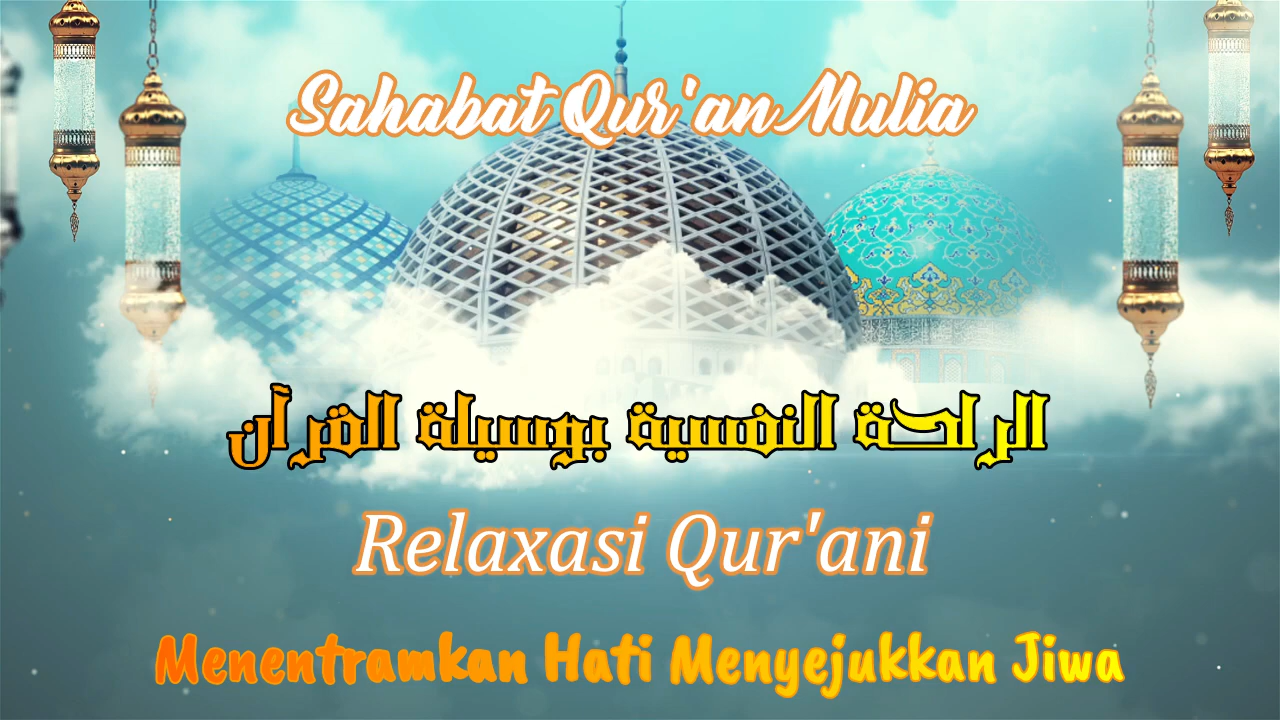 Sahabat Qur'an Mulia
الراحة النفسية بوسيلة القرآن
Relaxasi Qur'ani
Menentramkan Hati Menyejukkan Jiwa